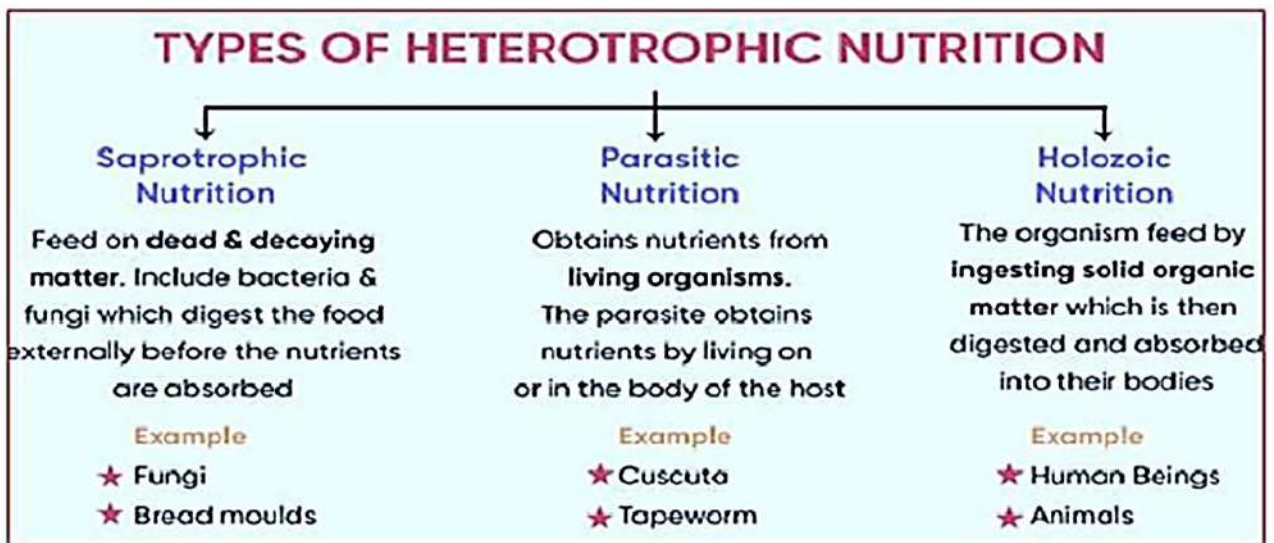 TYPES OF HETEROTROPHIC NUTRITION
Saprotrophic
Nutrition
Feed on dead & decaying
matter. Include bacteria &
fungi which digest the food
externally before the nutrients
are absorbed
Example
★ Fungi
★ Bread moulds
Parasitic
Nutrition
Obtains nutrients from
living organisms.
The parasite obtains
nutrients by living on
or in the body of the host
Example
★ Cuscuta
★ Tapeworm
Holozoic
Nutrition
The organism feed by
ingesting solid organic
matter which is then
digested and absorbed
into their bodies
Example
★ Human Beings
★ Animals